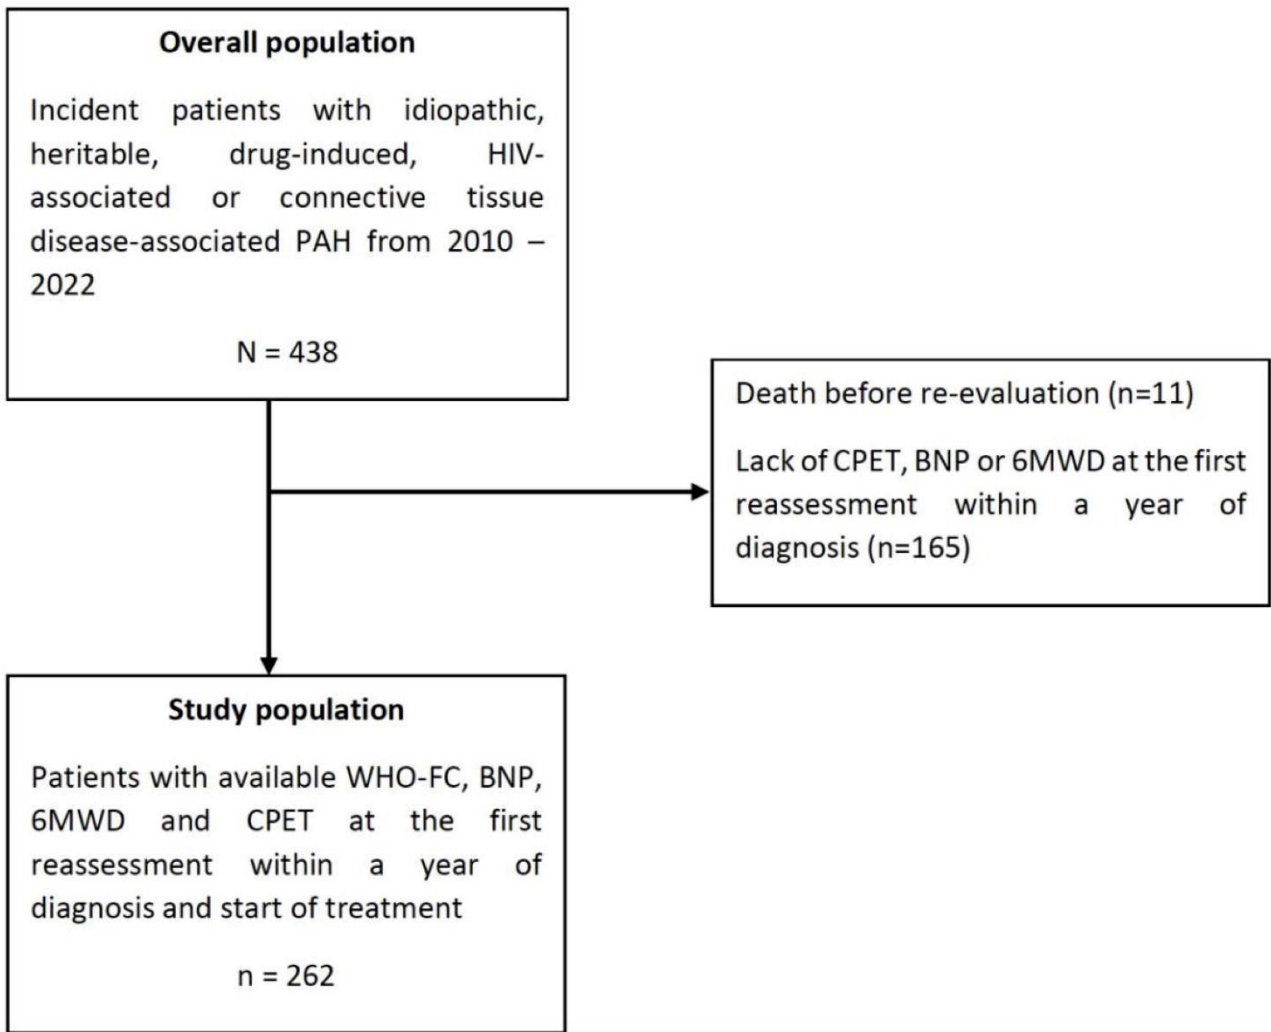 Overall population
Incident patients with idiopathic,
heritable, drug-induced, HIV-
associated or connective tissue
disease-associated PAH from 2010 –
2022
N = 438
Death before re-evaluation (n=11)
Lack of CPET, BNP or 6MWD at the first
reassessment within a year of
diagnosis (n=165)
Study population
Patients with available WHO-FC, BNP,
6MWD and CPET at the first
reassessment within a year of
diagnosis and start of treatment
n = 262